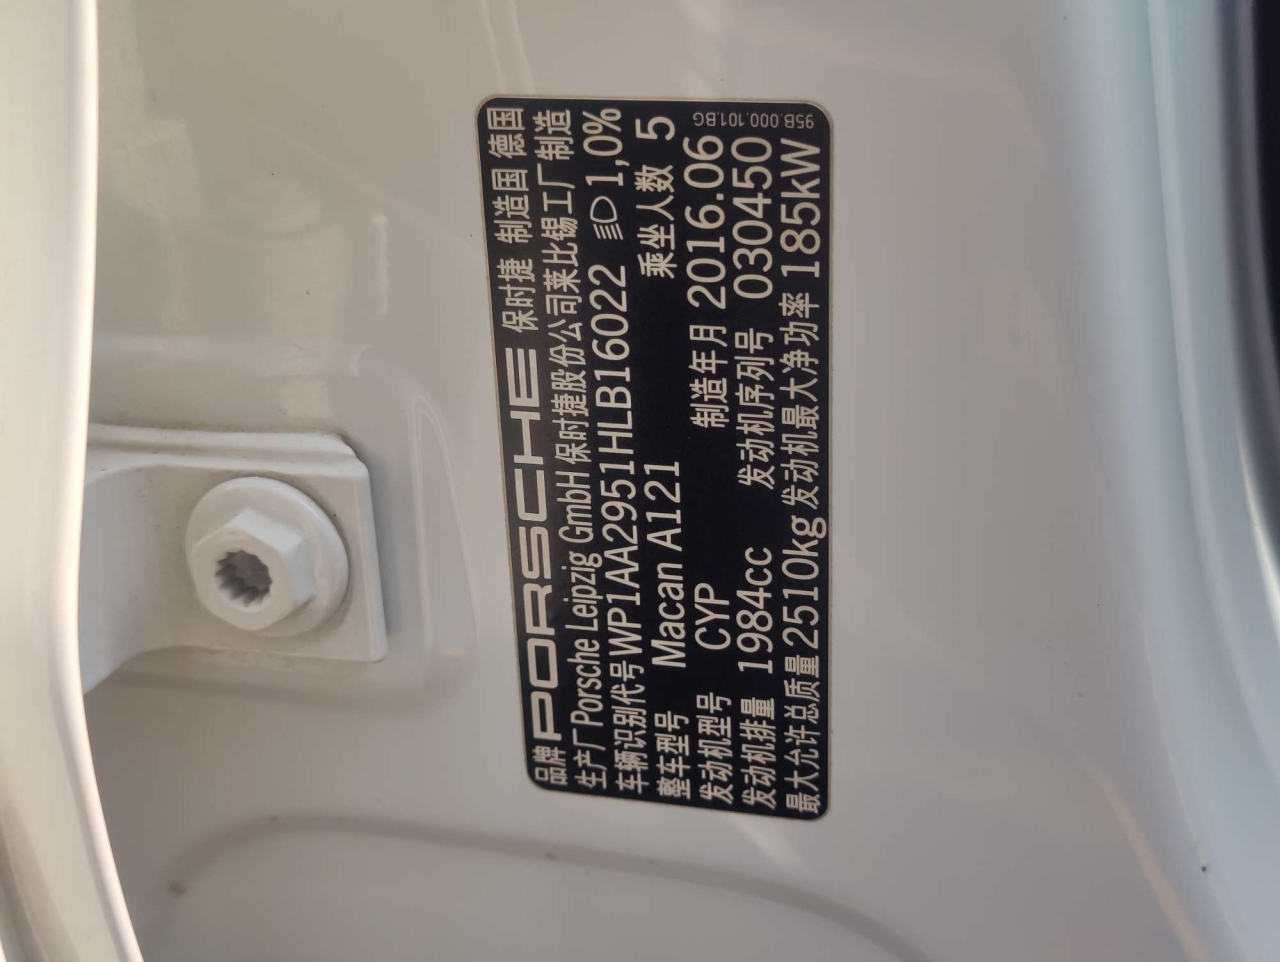 品牌 PORSCHE 保时捷 制造国 德国
生产厂 Porsche Leipzig GmbH 保时捷股份公司莱比锡工厂制造
车辆识别代号 WP1AA2951HLB16022 1,0%
整车型号 Macan A121 乘坐人数 5
发动机型号 CYP 制造年月 2016.06
发动机排量 1984cc 发动机序列号 030450
最大允许总质量 2510kg 发动机最大净功率 185kW
95B.000.101.BG